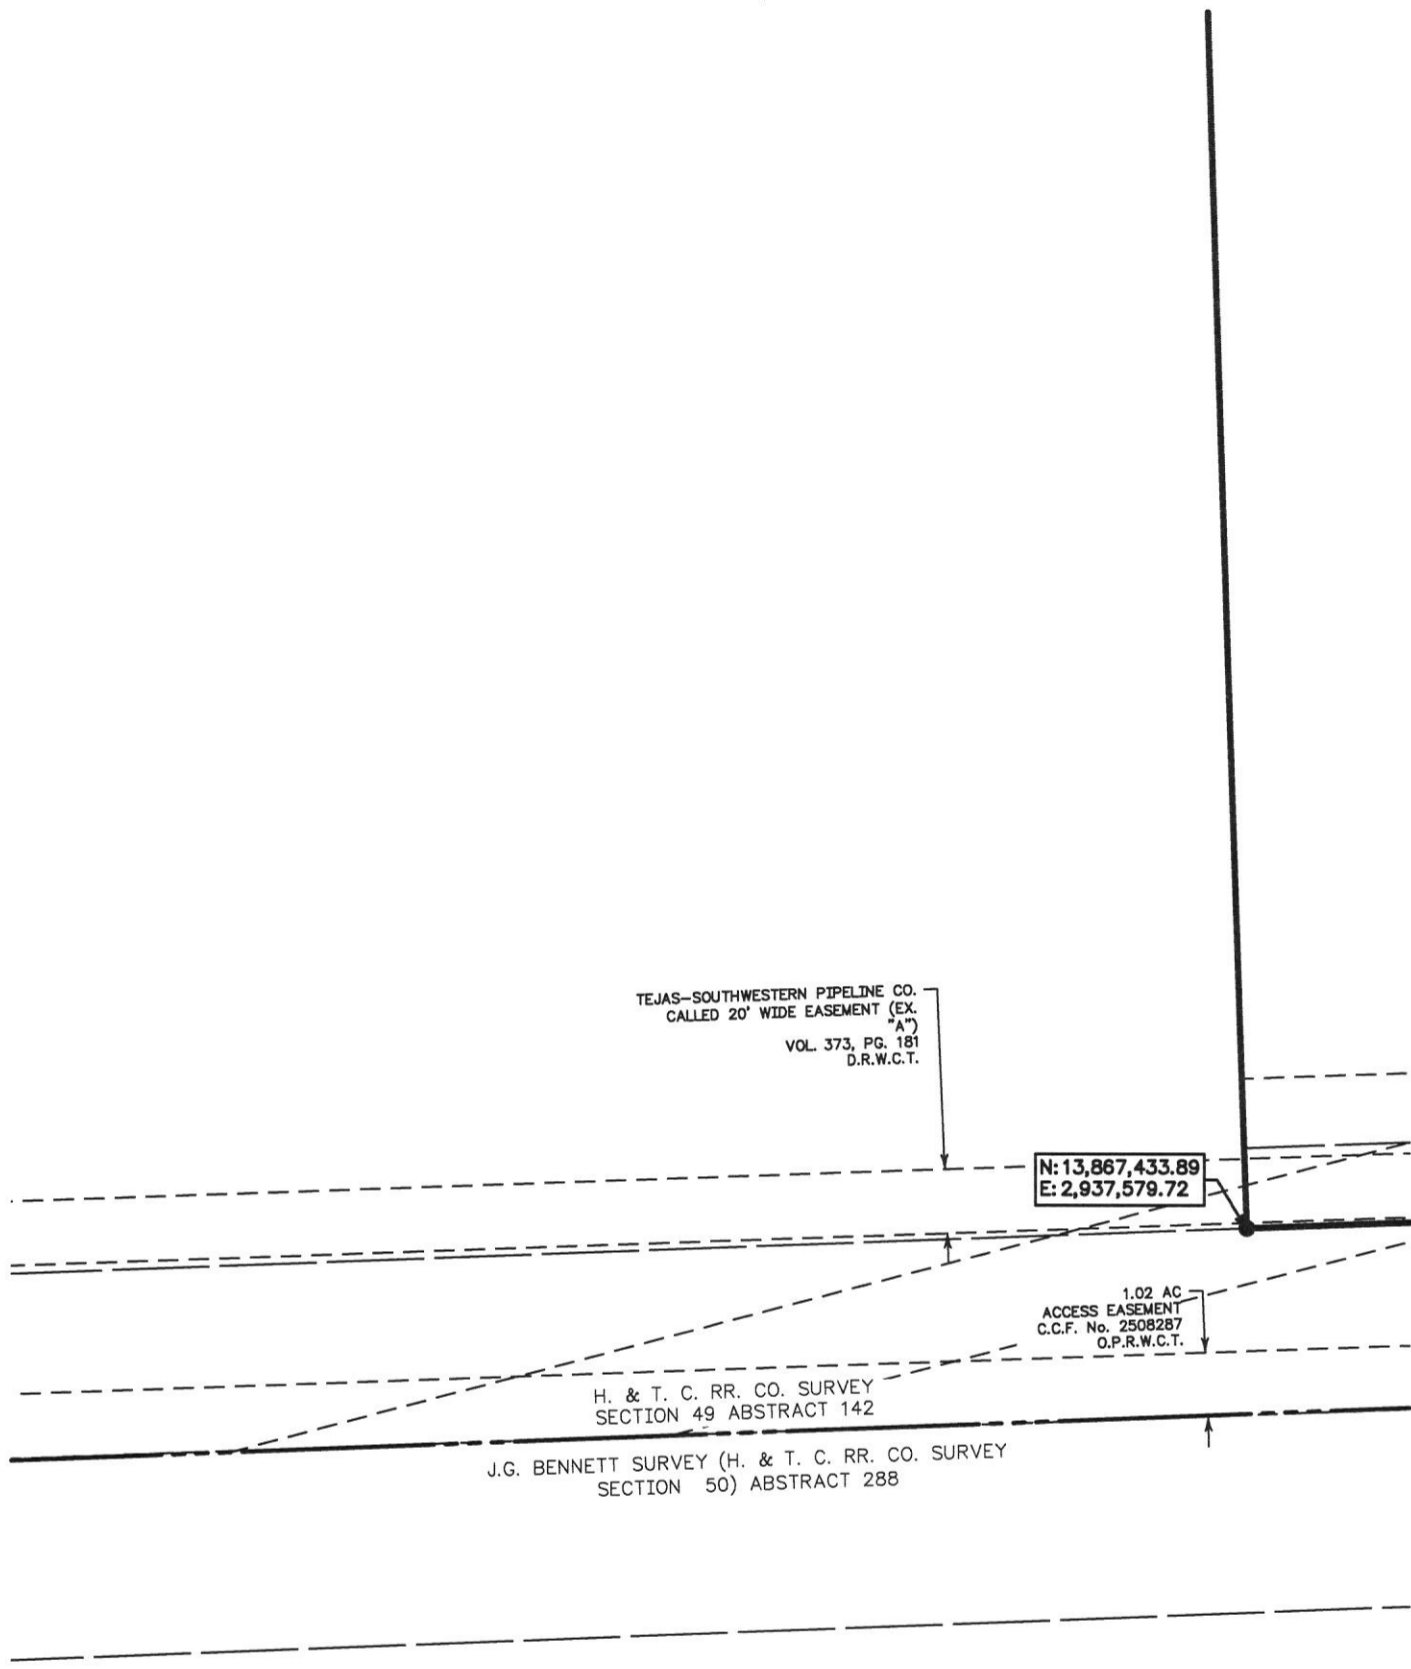 TEJAS-SOUTHWESTERN PIPELINE CO.
CALLED 20' WIDE EASEMENT (EX.
"A")
VOL. 373, PG. 181
D.R.W.C.T.
N: 13,867,433.89
E: 2,937,579.72
1.02 AC
ACCESS EASEMENT
C.C.F. No. 2508287
O.P.R.W.C.T.
H. & T. C. RR. CO. SURVEY
SECTION 49 ABSTRACT 142
J.G. BENNETT SURVEY (H. & T. C. RR. CO. SURVEY
SECTION 50) ABSTRACT 288